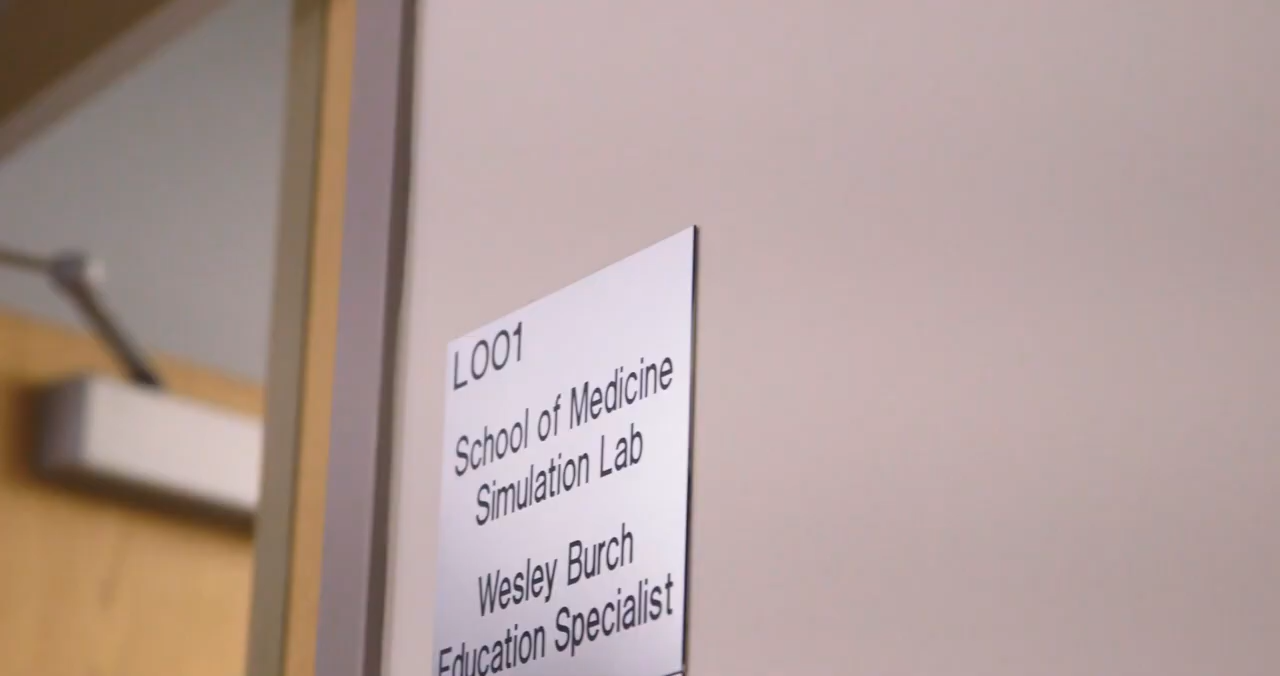 L001
School of Medicine
Simulation Lab
Wesley Burch
Education Specialist